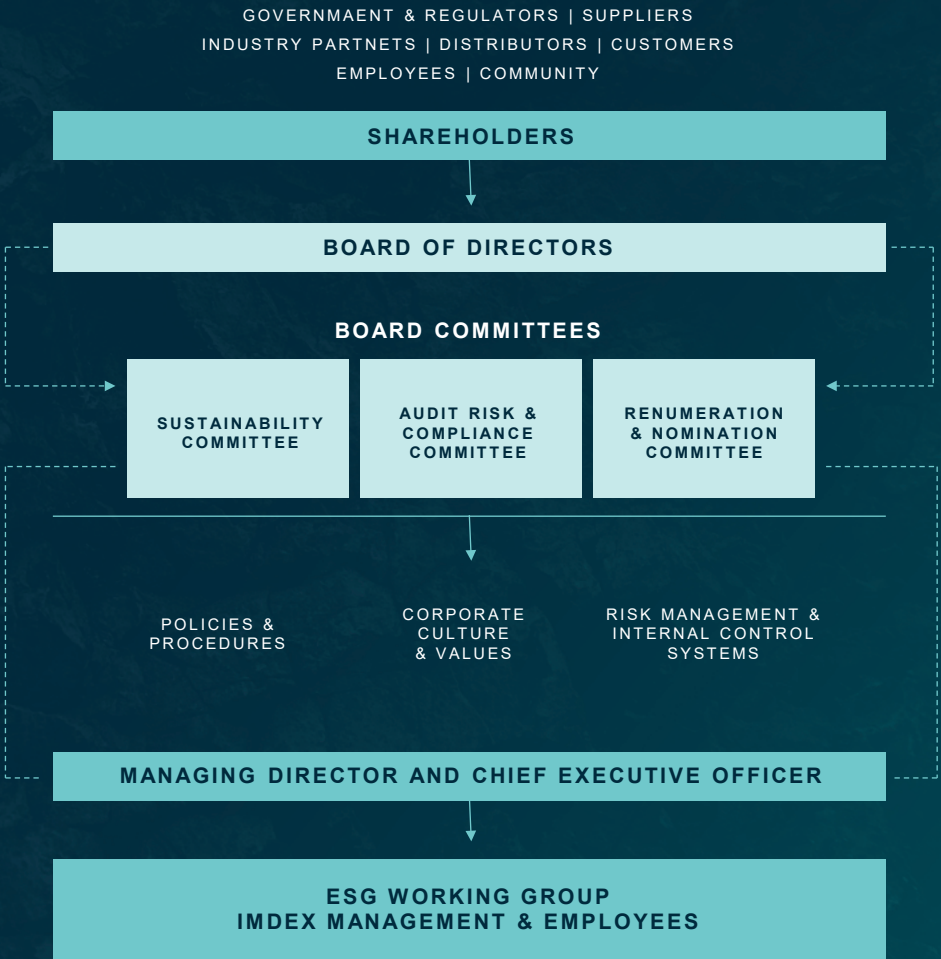 GOVERNMAENT & REGULATORS | SUPPLIERS
INDUSTRY PARTNETS | DISTRIBUTORS | CUSTOMERS
EMPLOYEES | COMMUNITY
SHAREHOLDERS
BOARD OF DIRECTORS
BOARD COMMITTEES
SUSTAINABILITY
COMMITTEE
AUDIT RISK &
COMPLIANCE
COMMITTEE
RENUMERATION
& NOMINATION
COMMITTEE
POLICIES &
PROCEDURES
CORPORATE
CULTURE
& VALUES
RISK MANAGEMENT &
INTERNAL CONTROL
SYSTEMS
MANAGING DIRECTOR AND CHIEF EXECUTIVE OFFICER
ESG WORKING GROUP
IMDEX MANAGEMENT & EMPLOYEES